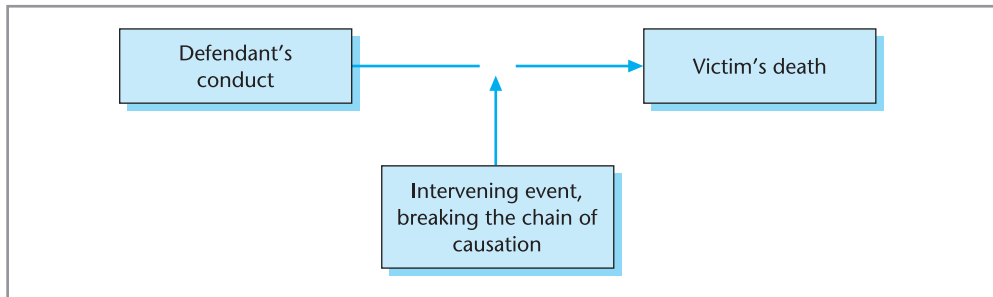 Defendant’s
conduct
Victim’s death
Intervening event,
breaking the chain of
causation